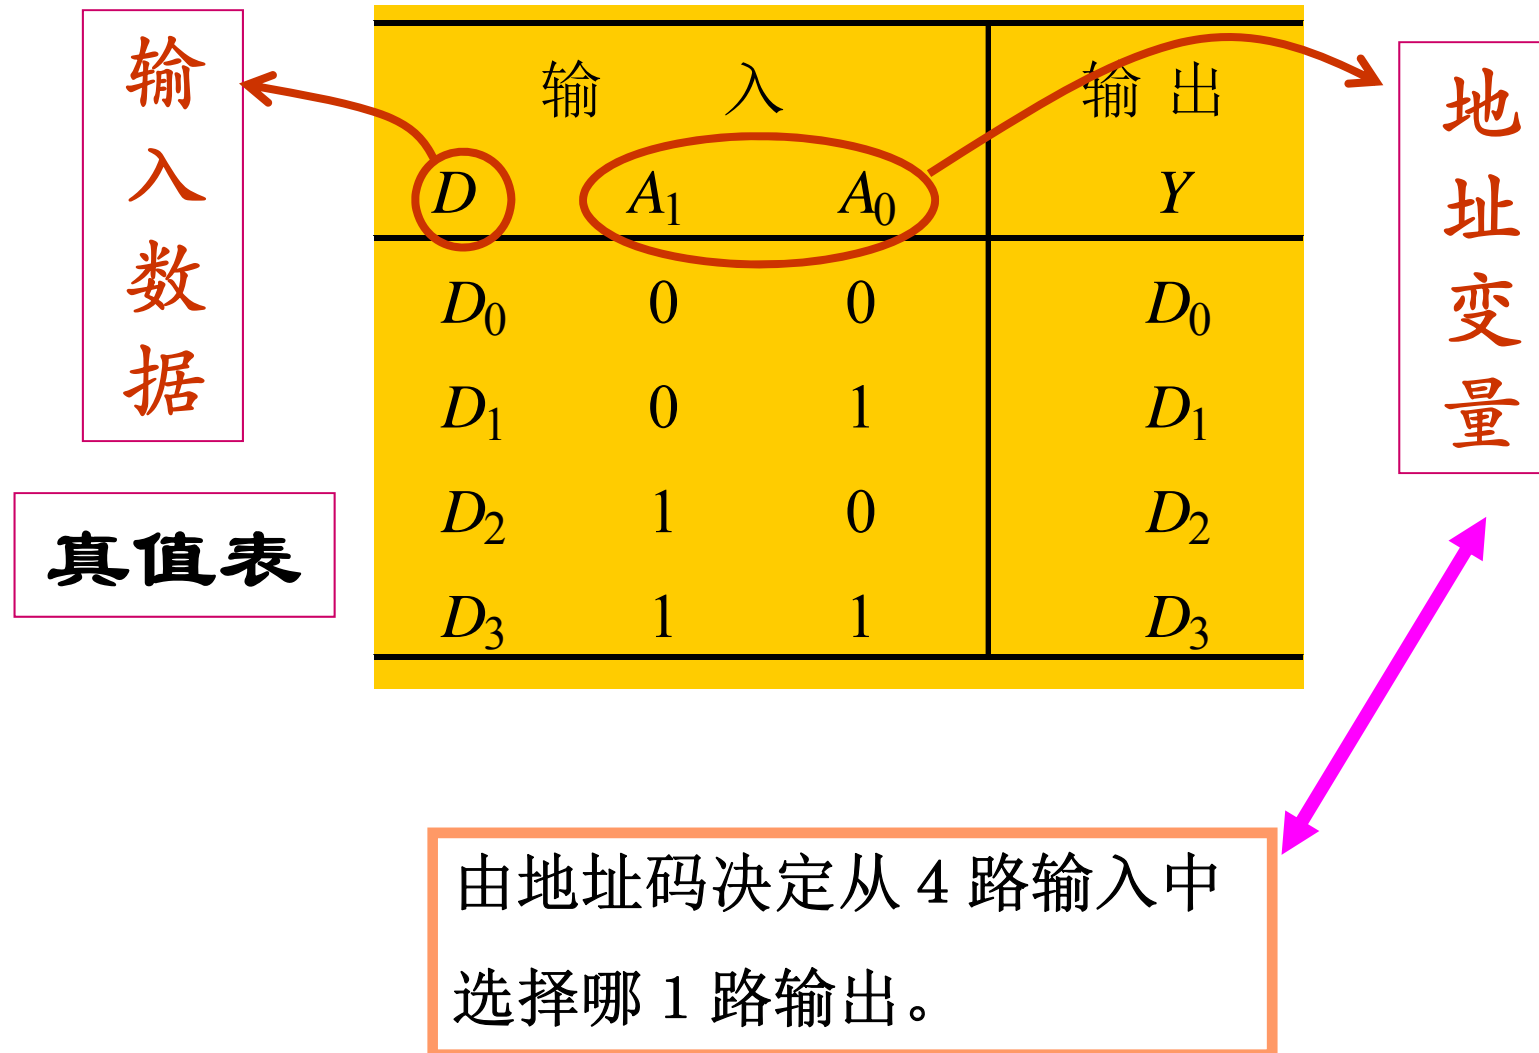 输入数据
输 入 输 出
D A1 A0 Y
D0 0 0 D0
D1 0 1 D1
D2 1 0 D2
D3 1 1 D3
地址变量
真值表
由地址码决定从 4 路输入中
选择哪 1 路输出。